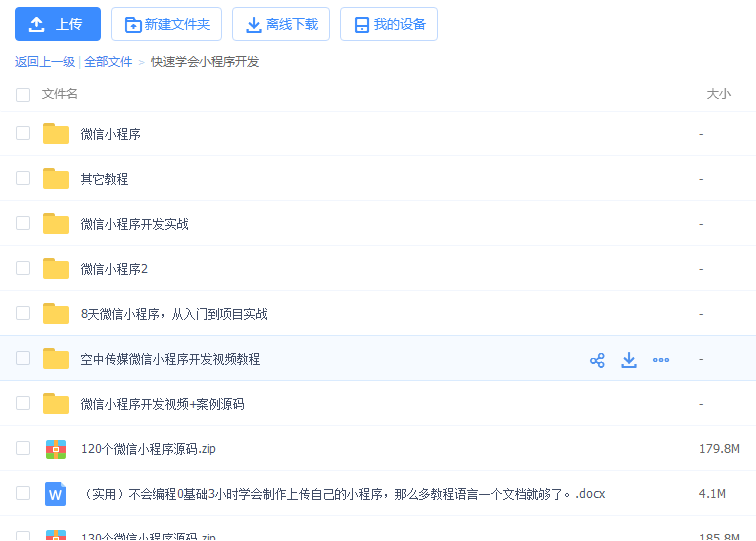 上传 新建文件夹 离线下载 我的设备
返回上一级 | 全部文件 > 快速学会小程序开发
文件名 大小
微信小程序 -
其它教程 -
微信小程序开发实战 -
微信小程序2 -
8天微信小程序，从入门到项目实战 -
空中传媒微信小程序开发视频教程 -
微信小程序开发视频+案例源码 -
120个微信小程序源码.zip 179.8M
W （实用）不会编程0基础3小时学会制作上传自己的小程序，那么多教程语言一个文档就够了。.docx 4.1M
130个微信小程序源码.zip 185.8M